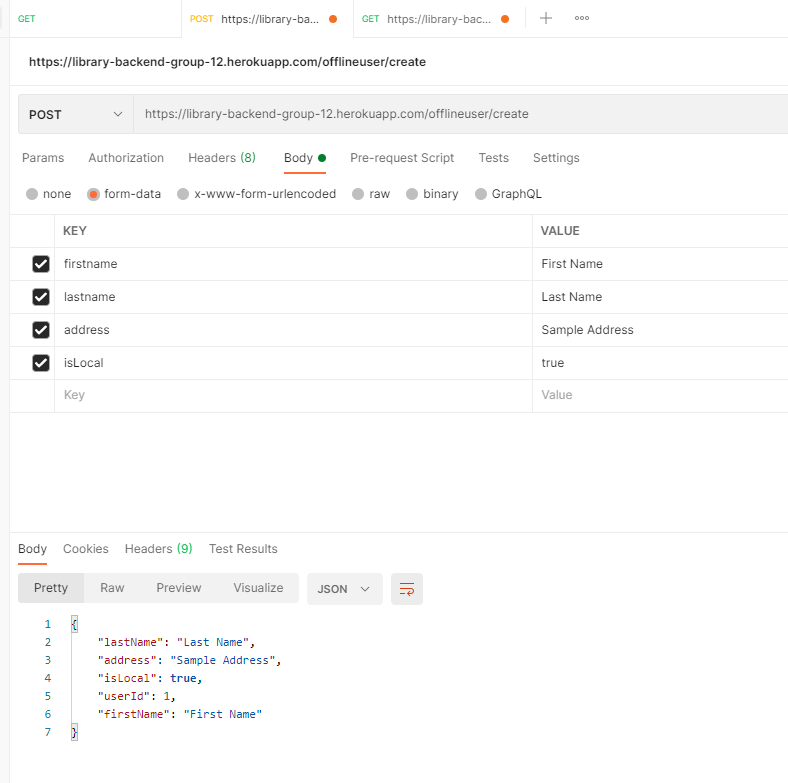 GET POST https://library-ba... GET https://library-bac...
https://library-backend-group-12.herokuapp.com/offlineuser/create
POST https://library-backend-group-12.herokuapp.com/offlineuser/create
Params Authorization Headers (8) Body Pre-request Script Tests Settings
none form-data x-www-form-urlencoded raw binary GraphQL
KEY VALUE
firstname First Name
lastname Last Name
address Sample Address
isLocal true
Key Value
Body Cookies Headers (9) Test Results
Pretty Raw Preview Visualize JSON
1 {
2 "lastName": "Last Name",
3 "address": "Sample Address",
4 "isLocal": true,
5 "userId": 1,
6 "firstName": "First Name"
7 }